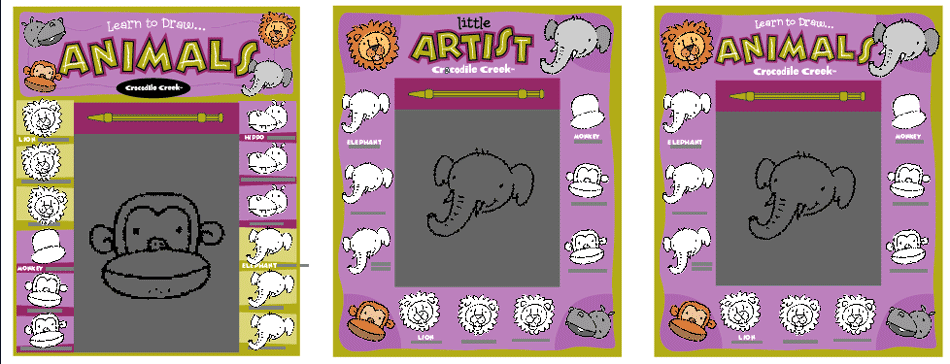 Learn to Draw...
ANIMALS
Crocodile Creek
LION
HIPPO
MONKEY
ELEPHANT
little
ARTIST
Crocodile Creek
ELEPHANT
MONKEY
LION
Learn to Draw...
ANIMALS
Crocodile Creek
ELEPHANT
MONKEY
LION